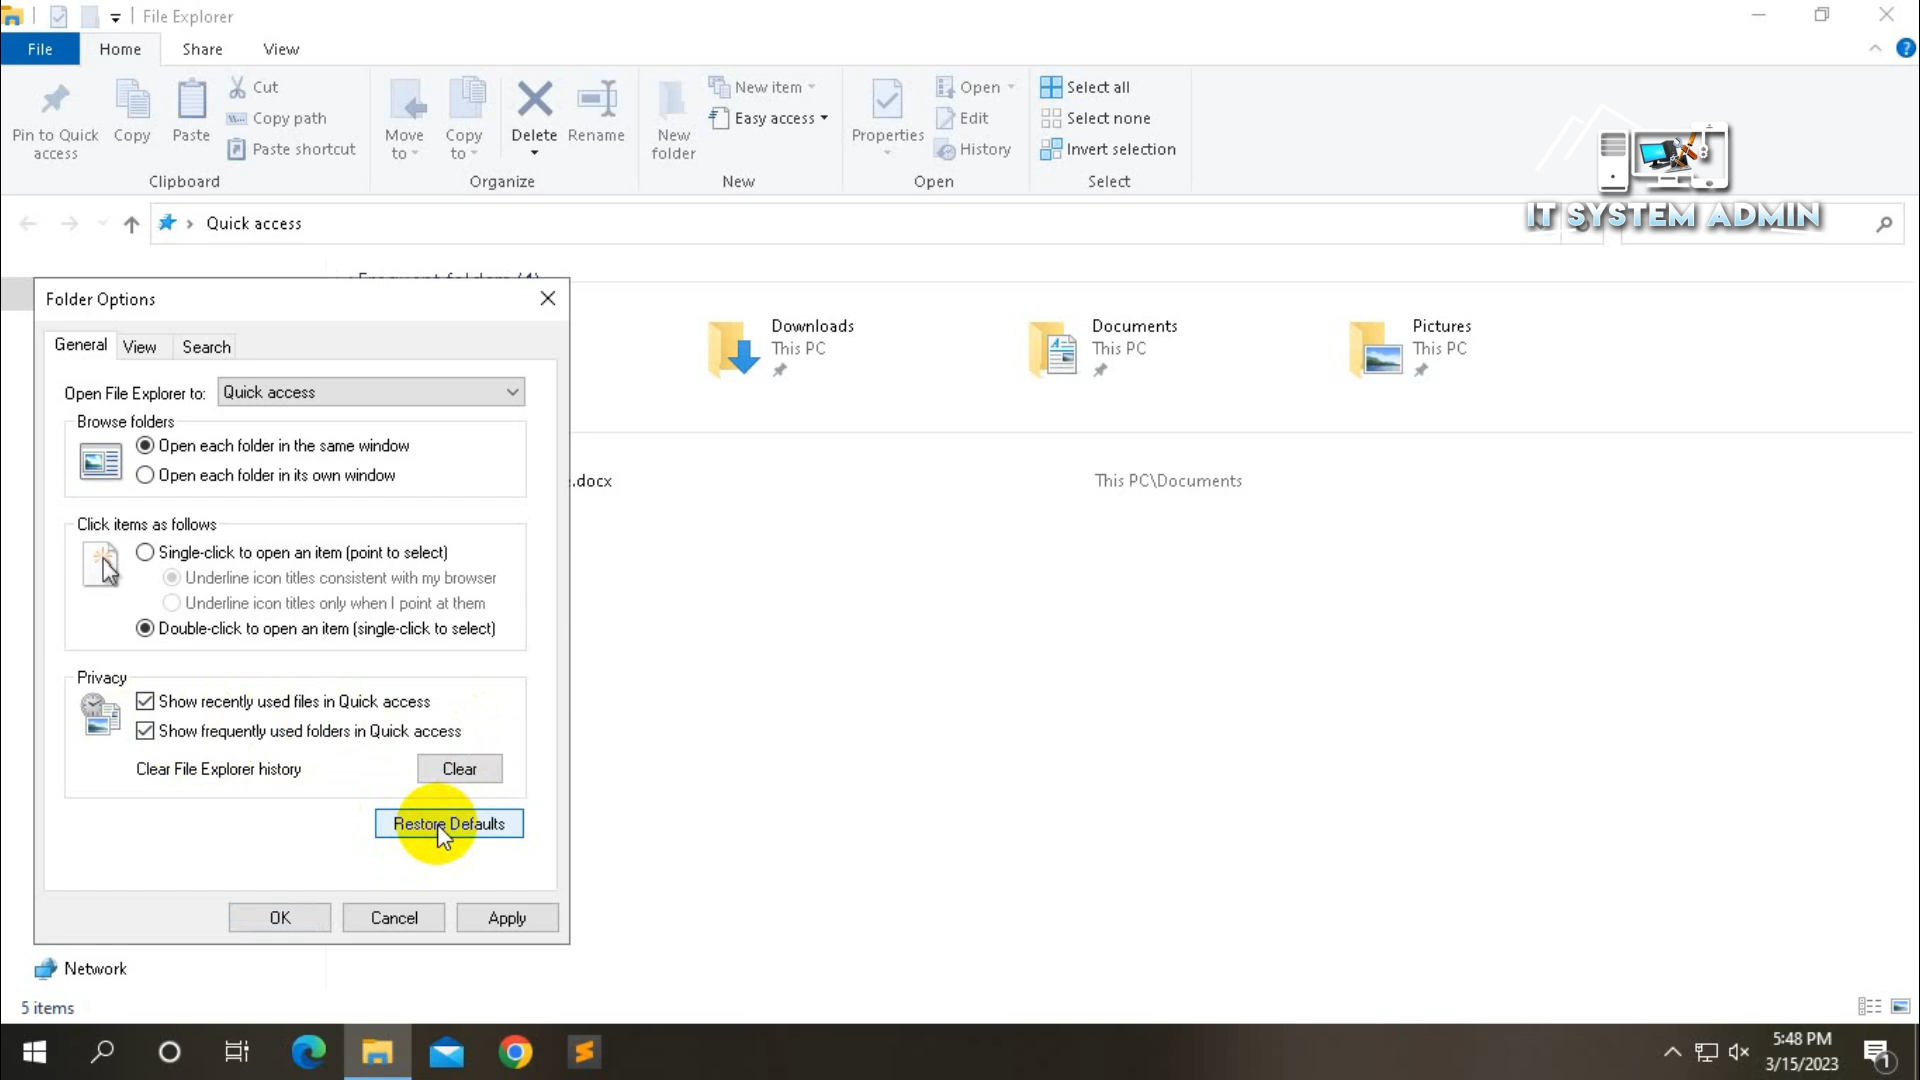 File Explorer
File Home Share View
Pin to Quick access
Copy
Paste
Cut
Copy path
Paste shortcut
Clipboard
Move to
Copy to
Delete
Rename
Organize
New folder
New item
Easy access
New
Properties
Open
Edit
History
Open
Select all
Select none
Invert selection
Select
IT SYSTEM ADMIN
Quick access
Frequent folders (4)
Downloads
This PC
Documents
This PC
Pictures
This PC
.docx
This PC\Documents
Folder Options
General View Search
Open File Explorer to: Quick access
Browse folders
Open each folder in the same window
Open each folder in its own window
Click items as follows
Single-click to open an item (point to select)
Underline icon titles consistent with my browser
Underline icon titles only when I point at them
Double-click to open an item (single-click to select)
Privacy
Show recently used files in Quick access
Show frequently used folders in Quick access
Clear File Explorer history Clear
Restore Defaults
OK Cancel Apply
Network
5 items
5:48 PM
3/15/2023
1